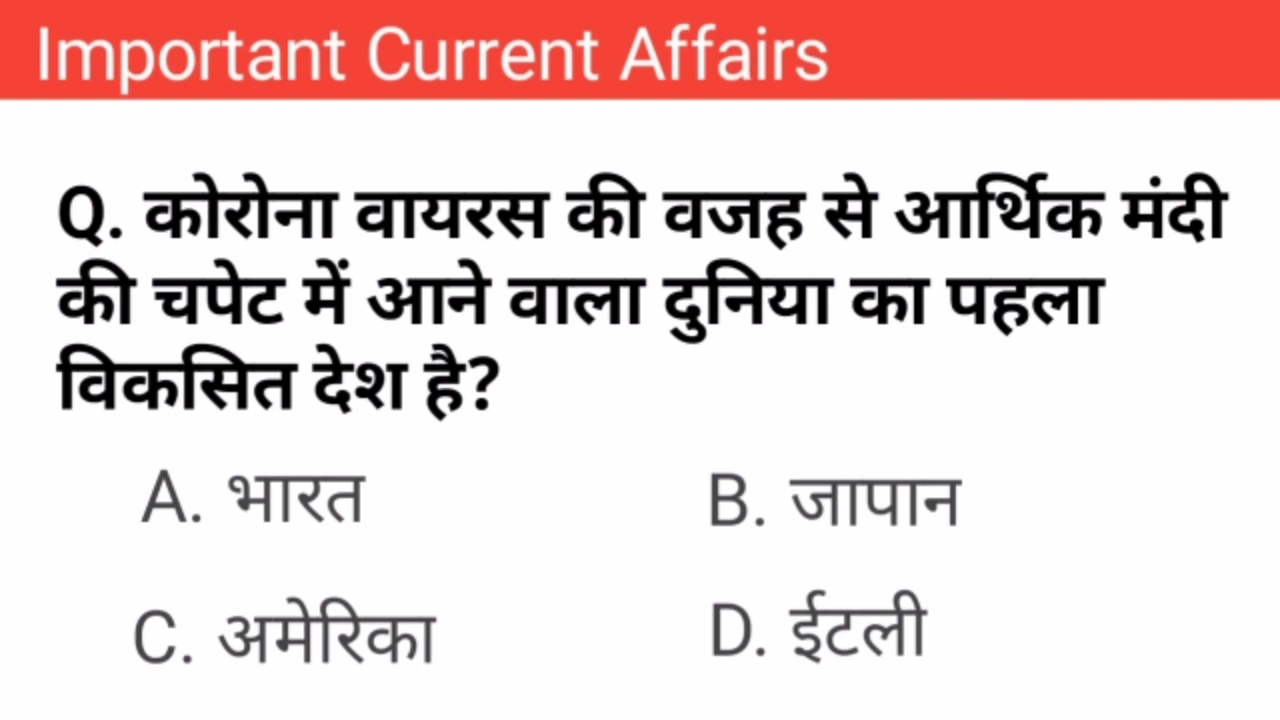 Important Current Affairs
Q. कोरोना वायरस की वजह से आर्थिक मंदी
की चपेट में आने वाला दुनिया का पहला
विकसित देश है?
A. भारत
B. जापान
C. अमेरिका
D. ईटली